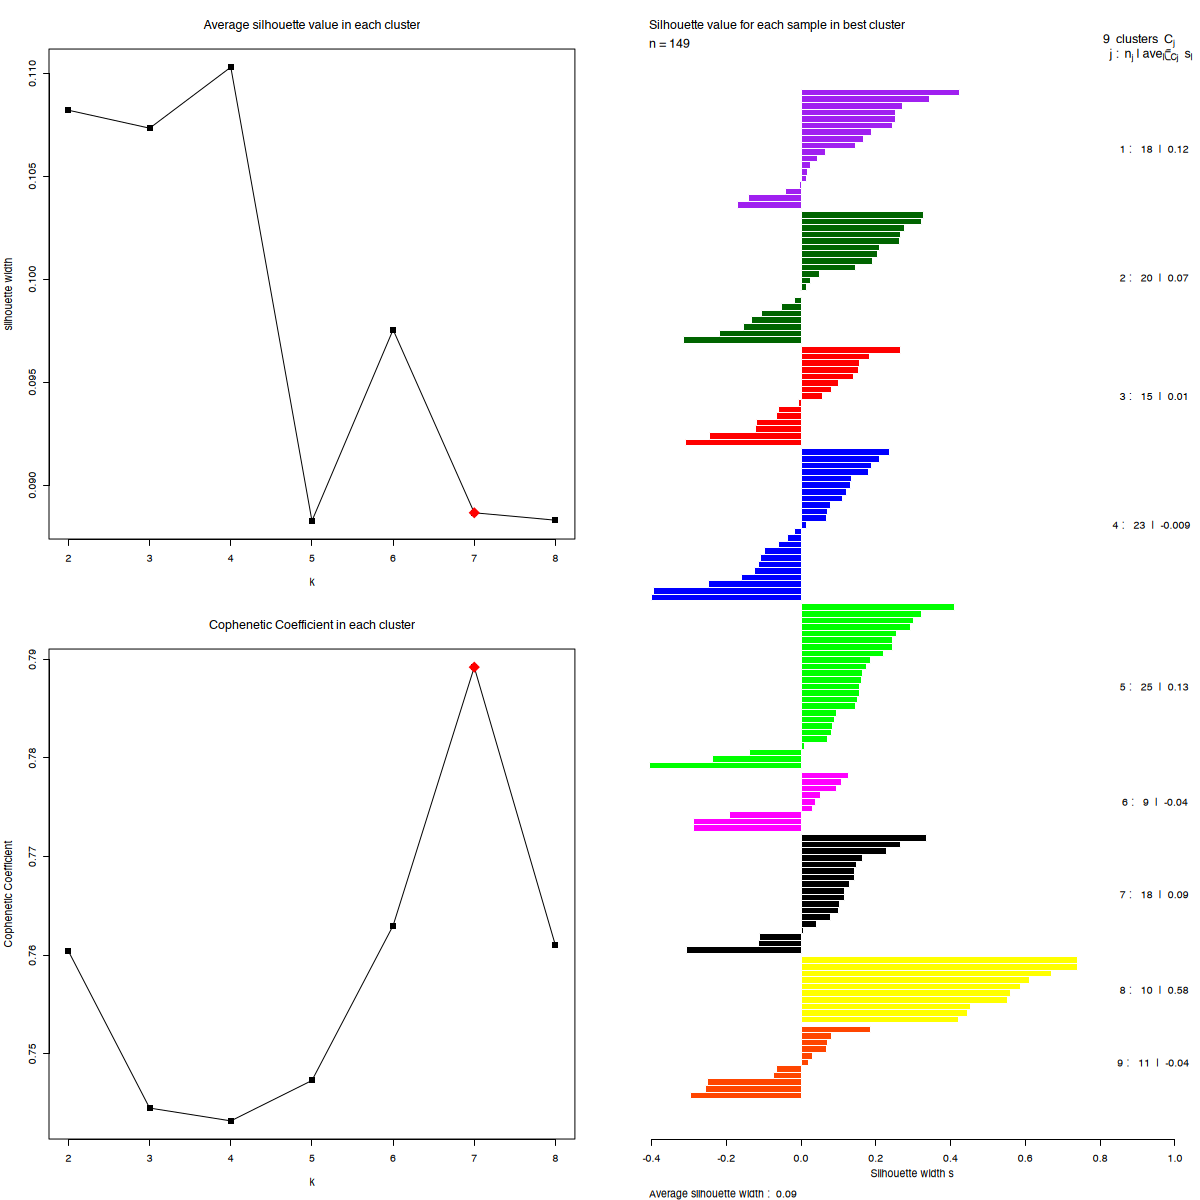 Average silhouette value in each cluster
0.110
0.105
0.100
0.095
0.090
silhouette width
2 3 4 5 6 7 8
k
Cophenetic Coefficient in each cluster
0.79
0.78
0.77
0.76
0.75
Cophenetic Coefficient
2 3 4 5 6 7 8
k
Silhouette value for each sample in best cluster
n = 149
9 clusters Cj
j : nj | avei∈Cj si
1 : 18 | 0.12
2 : 20 | 0.07
3 : 15 | 0.01
4 : 23 | -0.009
5 : 25 | 0.13
6 : 9 | -0.04
7 : 18 | 0.09
8 : 10 | 0.58
9 : 11 | -0.04
-0.4 -0.2 0.0 0.2 0.4 0.6 0.8 1.0
Silhouette width s
Average silhouette width : 0.09